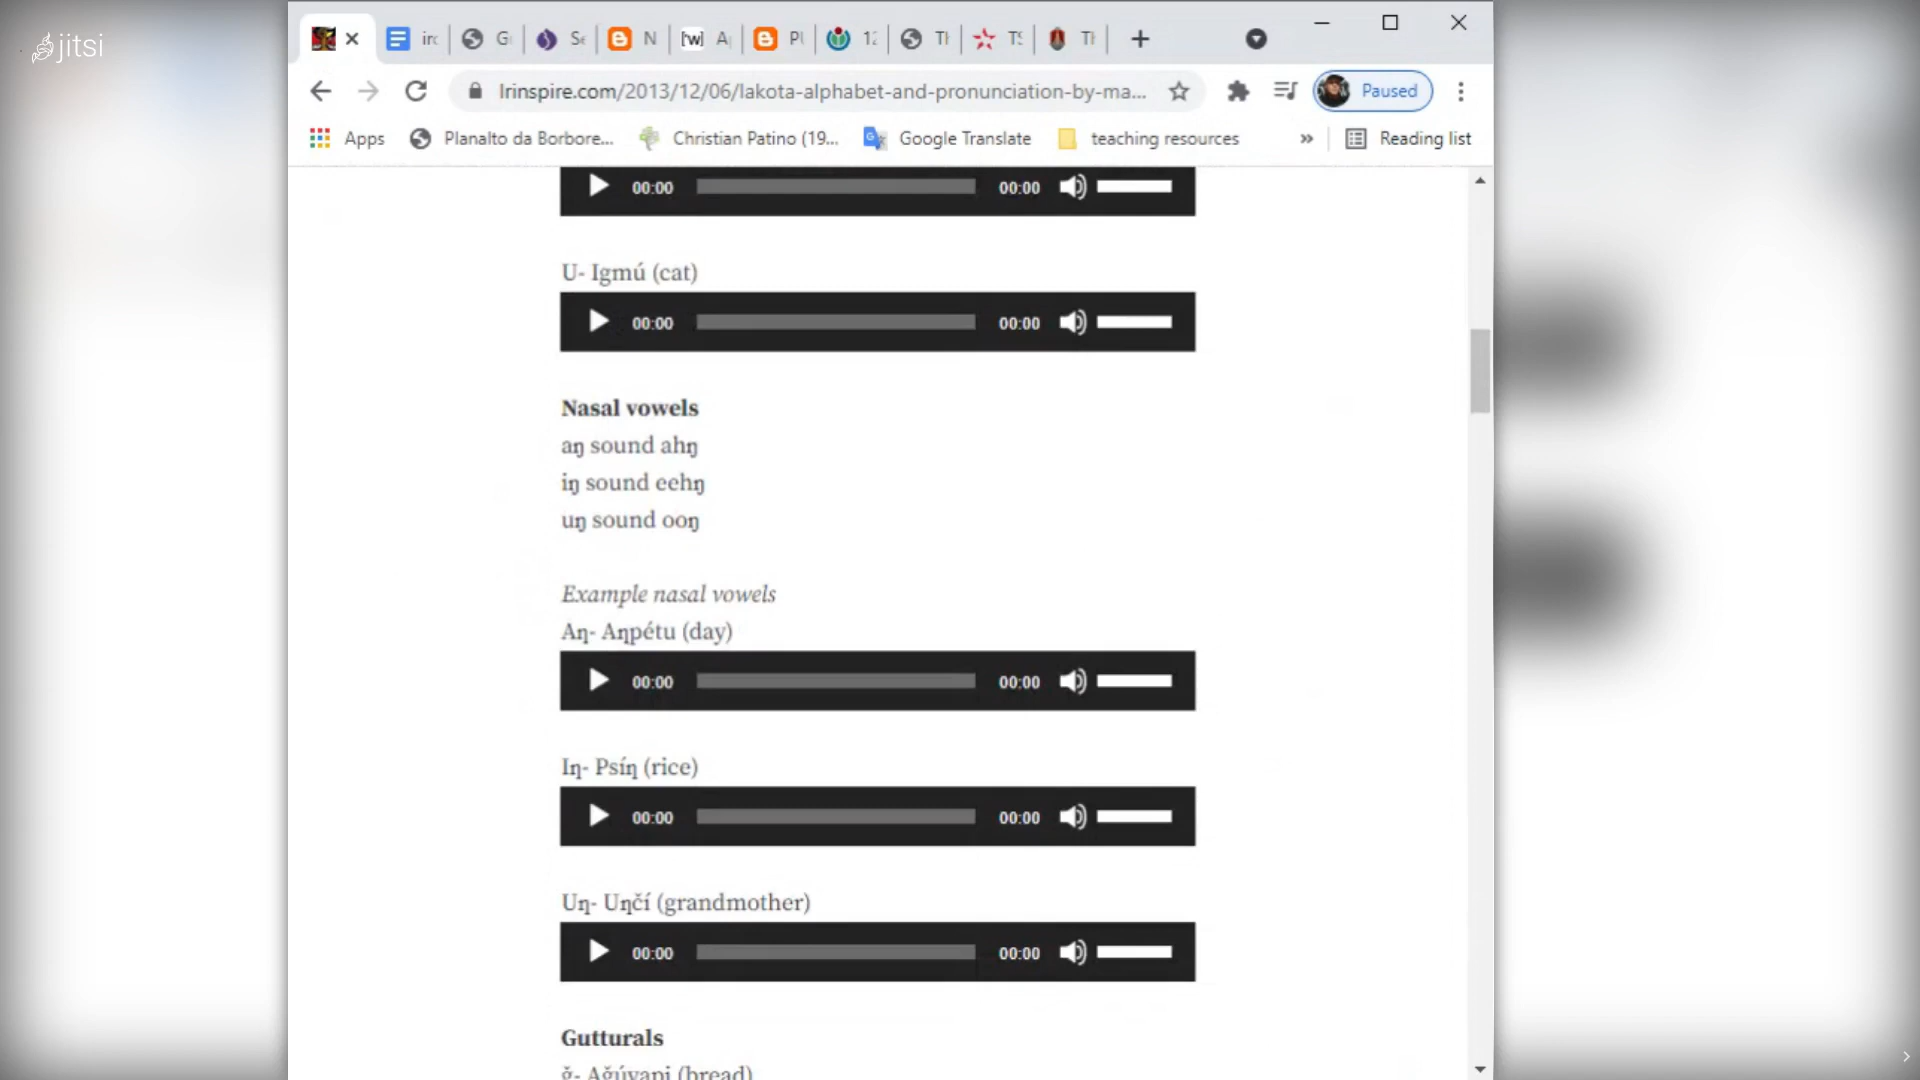 jitsi
irinspire.com/2013/12/06/lakota-alphabet-and-pronunciation-by-ma...
Paused
Apps
Planalto da Borbore...
Christian Patino (19...
Google Translate
teaching resources
»
Reading list
00:00 00:00
U- Igmú (cat)
00:00 00:00
Nasal vowels
aŋ sound ahŋ
iŋ sound eehŋ
uŋ sound ooŋ
Example nasal vowels
Aŋ- Aŋpétu (day)
00:00 00:00
Iŋ- Psíŋ (rice)
00:00 00:00
Uŋ- Uŋčí (grandmother)
00:00 00:00
Gutturals
ğ- Ağúyapi (bread)